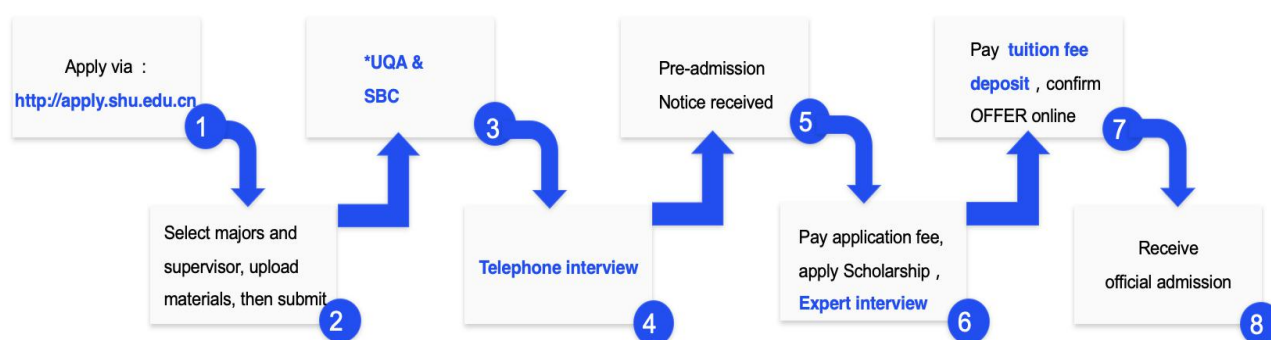 Apply via :
http://apply.shu.edu.cn
1
Select majors and
supervisor, upload
materials, then submit
2
*UQA &
SBC
3
Telephone interview
4
Pre-admission
Notice received
5
Pay application fee,
apply Scholarship ,
Expert interview
6
Pay tuition fee
deposit , confirm
OFFER online
7
Receive
official admission
8